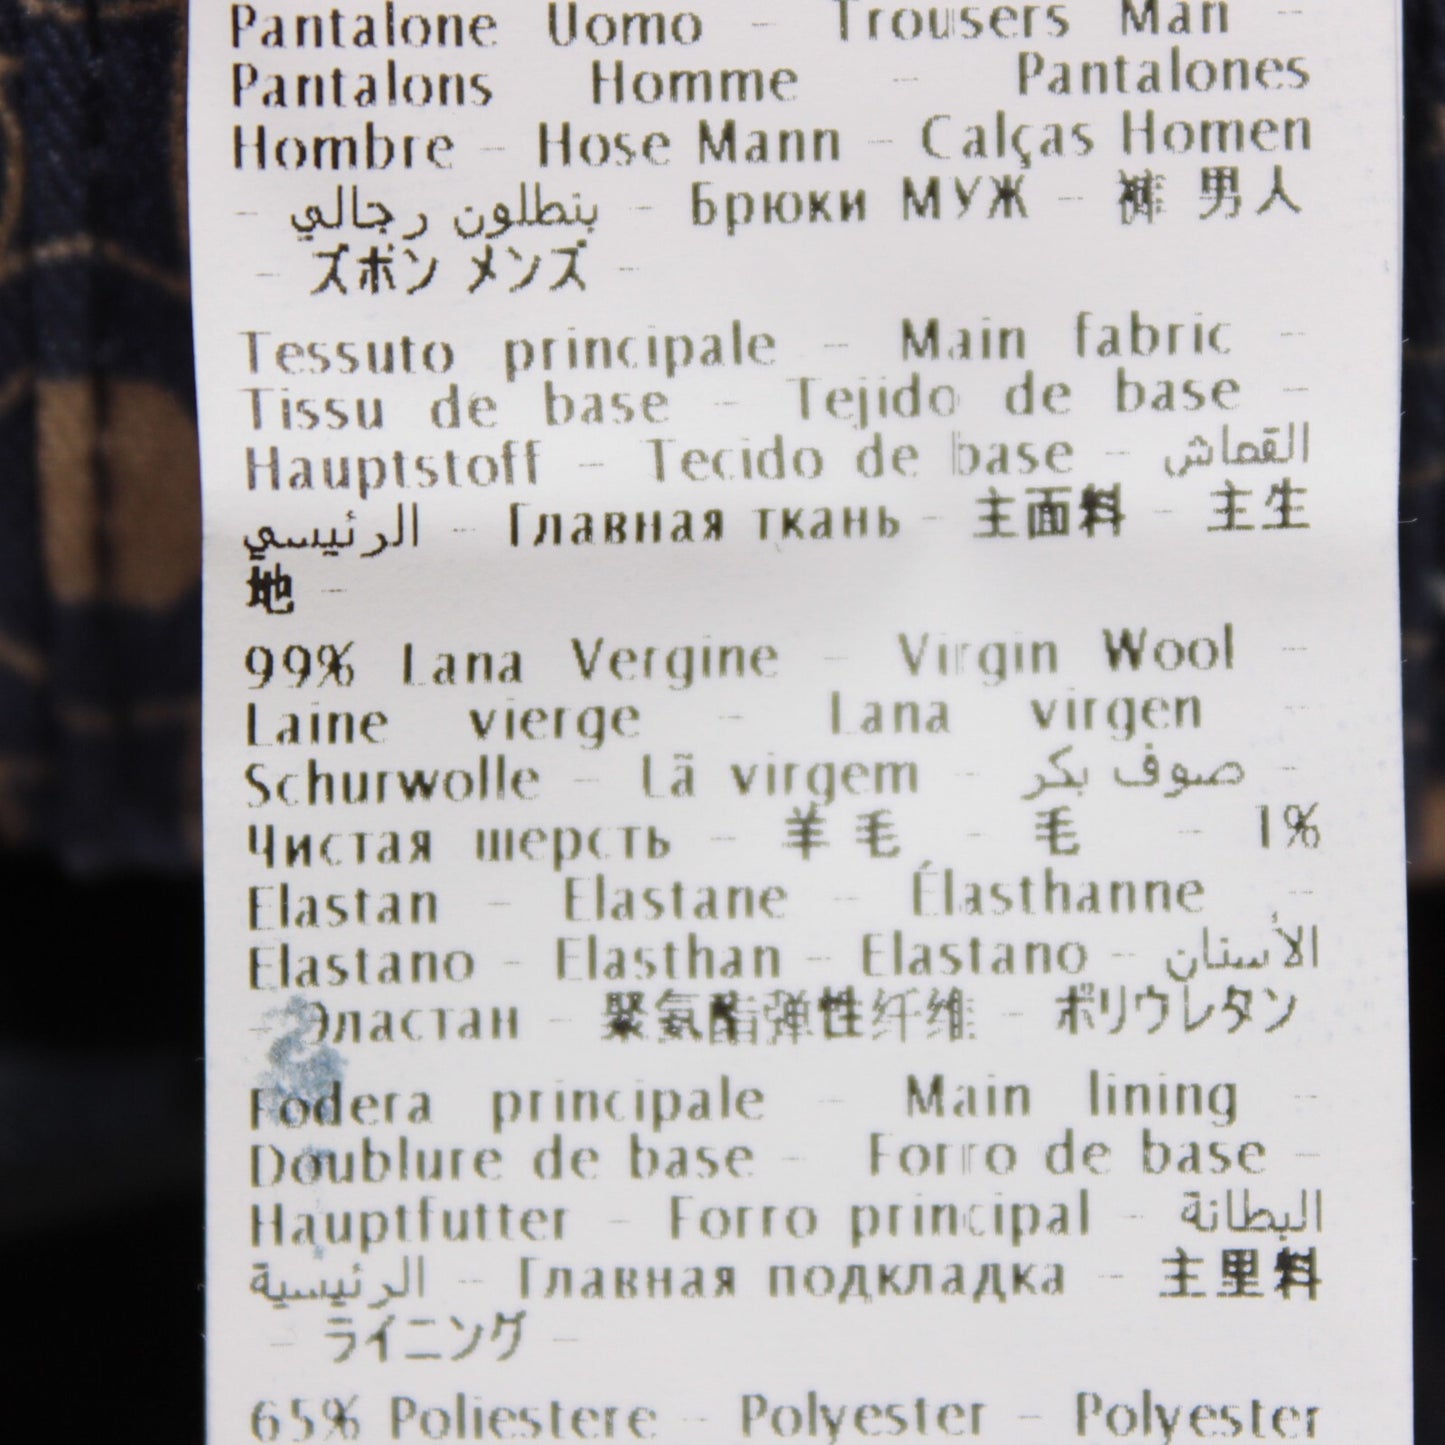 Pantalone Uomo - Trousers Man -
Pantalons Homme - Pantalones
Hombre - Hose Mann - Calças Homen
- بنطلون رجالي - Брюки МУЖ - 裤 男人
- ズボン メンズ -
Tessuto principale - Main fabric -
Tissu de base - Tejido de base -
Hauptstoff - Tecido de base - القماش
الرئيسي - Главная ткань - 主面料 - 主生
地 -
99% Lana Vergine - Virgin Wool -
Laine vierge - Lana virgen -
Schurwolle - Lã virgem - صوف بكر -
Чистая шерсть - 羊毛 - 毛 - 1%
Elastan - Elastane - Élasthanne -
Elastano - Elasthan - Elastano - الأستان
- Эластан - 聚氨酯弹性纤维 - ポリウレタン
Fodera principale - Main lining -
Doublure de base - Forro de base -
Hauptfutter - Forro principal - البطانة
الرئيسية - Главная подкладка - 主里料
- ライニング -
65% Poliestere - Polyester - Polyester